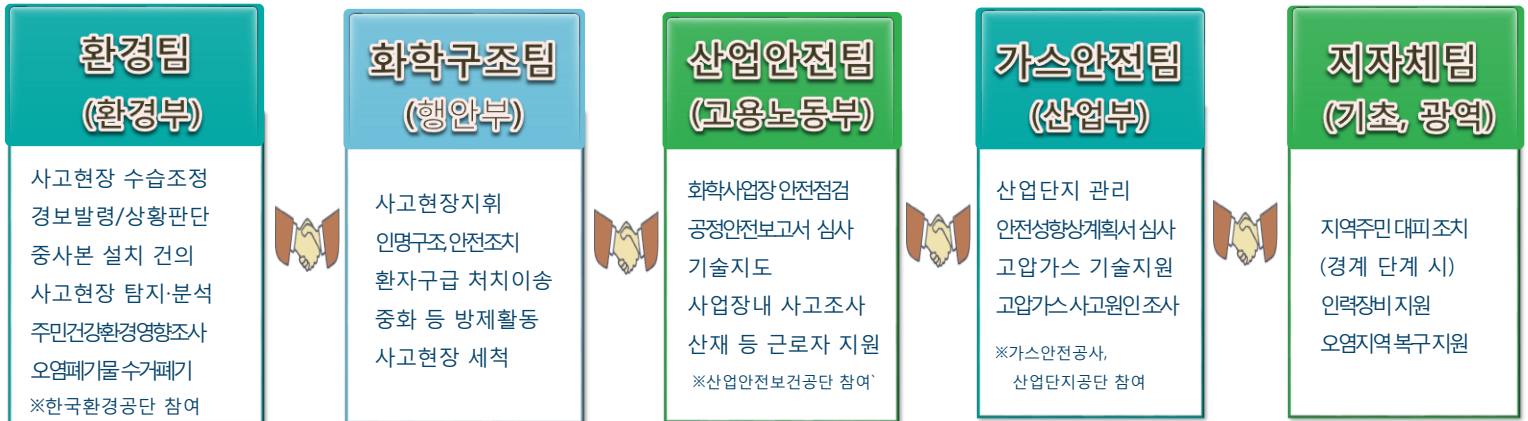 환경팀
(환경부)
사고현장 수습조정
경보발령/상황판단
중사본 설치 건의
사고현장 탐지·분석
주민건강환경영향조사
오염폐기물 수거폐기
※한국환경공단 참여
화학구조팀
(행안부)
사고현장지휘
인명구조, 안전조치
환자구급 처치이송
중화 등 방제활동
사고현장 세척
산업안전팀
(고용노동부)
화학사업장 안전점검
공정안전보고서 심사
기술지도
사업장내 사고조사
산재 등 근로자 지원
※산업안전보건공단 참여`
가스안전팀
(산업부)
산업단지 관리
안전성향상계획서 심사
고압가스 기술지원
고압가스 사고원인 조사
※가스안전공사,
산업단지공단 참여
지자체팀
(기초, 광역)
지역주민 대피 조치
(경계 단계 시)
인력장비 지원
오염지역 복구 지원